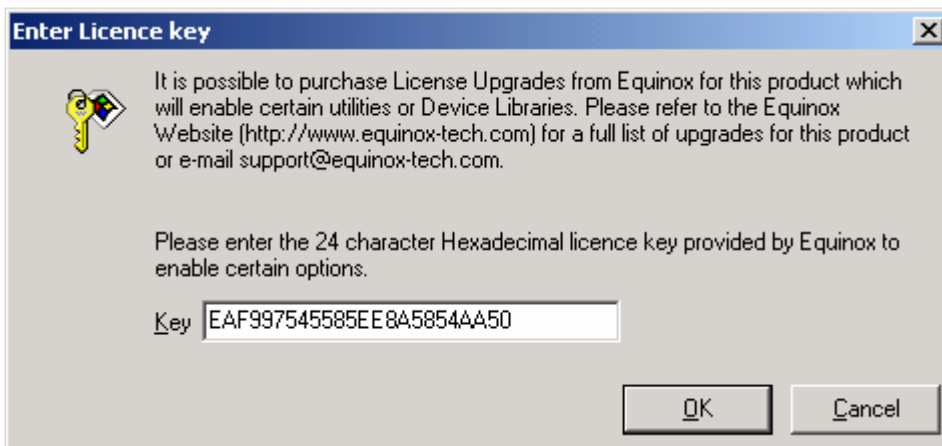 Enter Licence key
It is possible to purchase License Upgrades from Equinox for this product which
will enable certain utilities or Device Libraries. Please refer to the Equinox
Website (http://www.equinox-tech.com) for a full list of upgrades for this product
or e-mail support@equinox-tech.com.
Please enter the 24 character Hexadecimal licence key provided by Equinox to
enable certain options.
Key EAF997545585EE8A5854AA50
OK Cancel